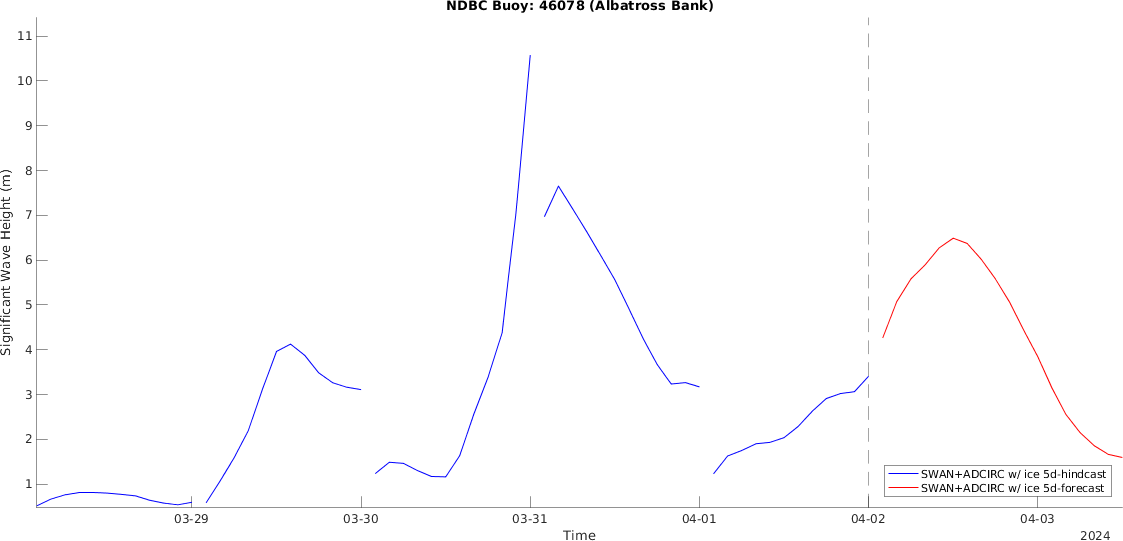 NDBC Buoy: 46078 (Albatross Bank)
11
10
9
8
7
6
5
4
3
2
1
Significant Wave Height (m)
SWAN+ADCIRC w/ ice 5d-hindcast
SWAN+ADCIRC w/ ice 5d-forecast
03-29 03-30 03-31 04-01 04-02 04-03
Time
2024